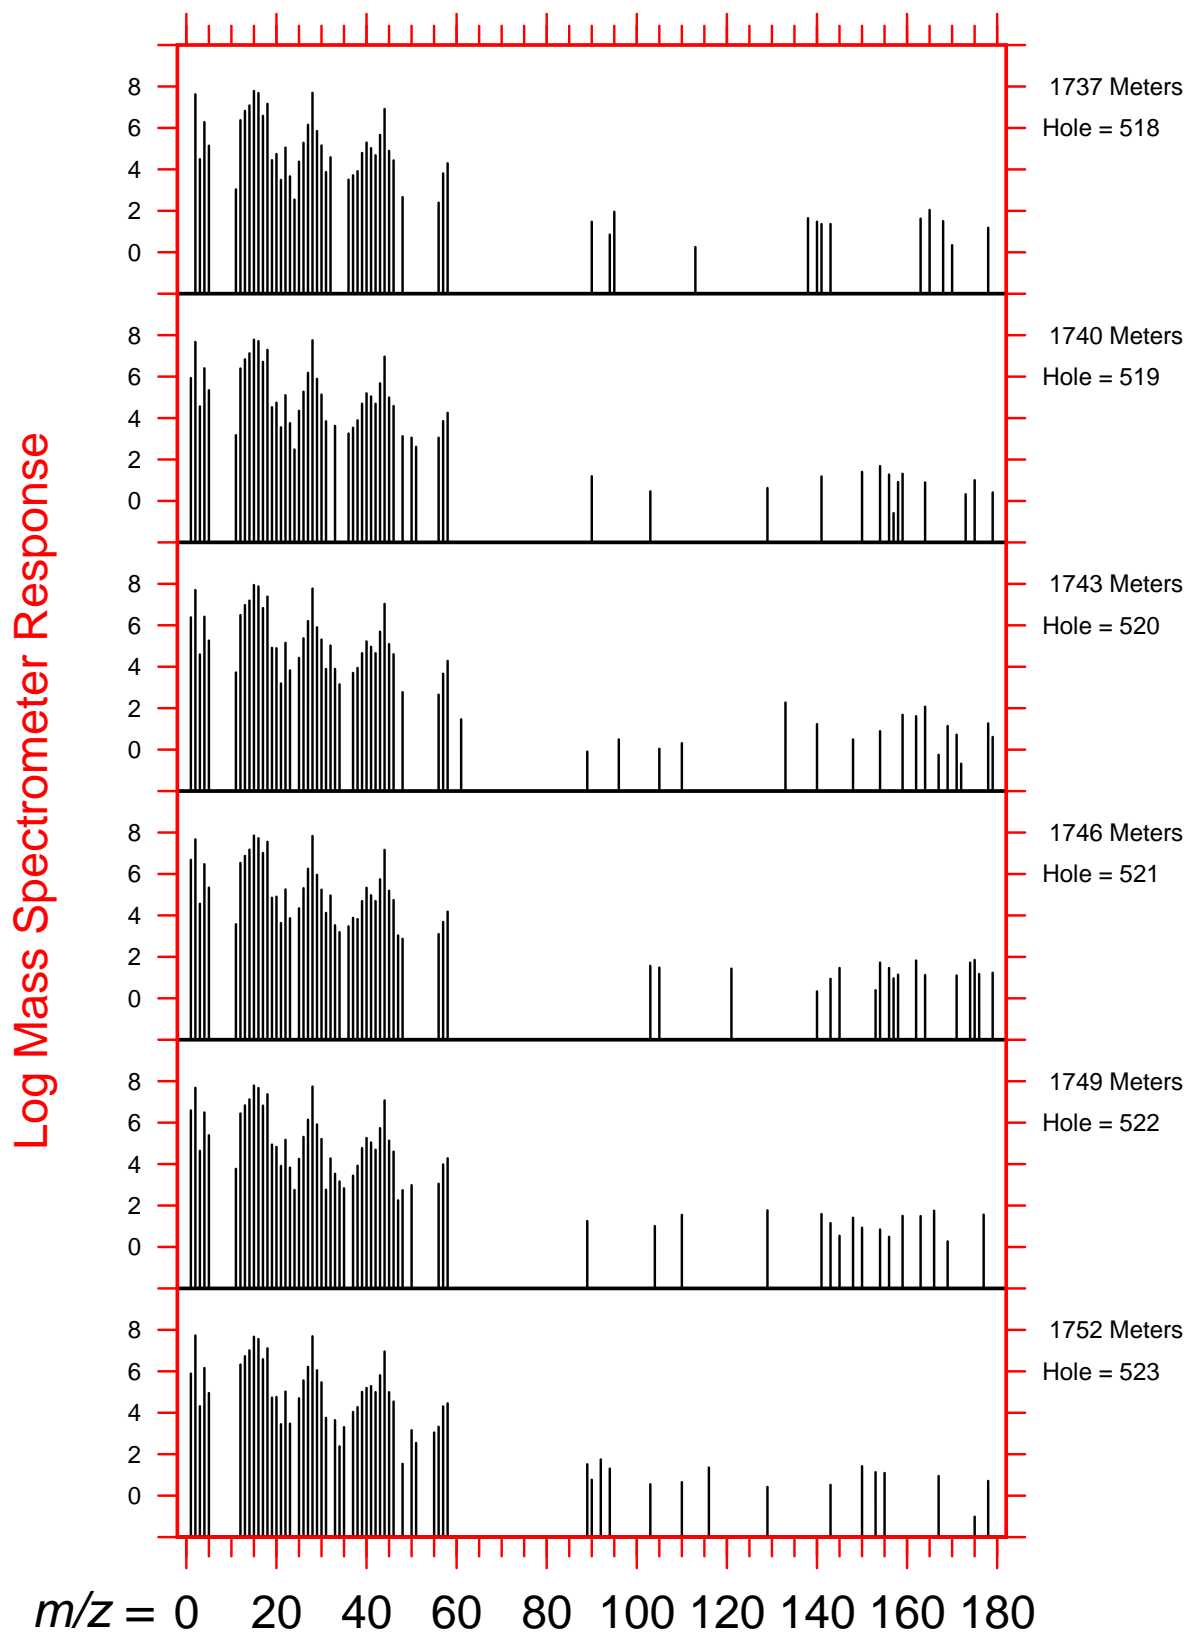 Log Mass Spectrometer Response
8
6
4
2
0
1737 Meters
Hole = 518
8
6
4
2
0
1740 Meters
Hole = 519
8
6
4
2
0
1743 Meters
Hole = 520
8
6
4
2
0
1746 Meters
Hole = 521
8
6
4
2
0
1749 Meters
Hole = 522
8
6
4
2
0
1752 Meters
Hole = 523
m/z = 0 20 40 60 80 100 120 140 160 180